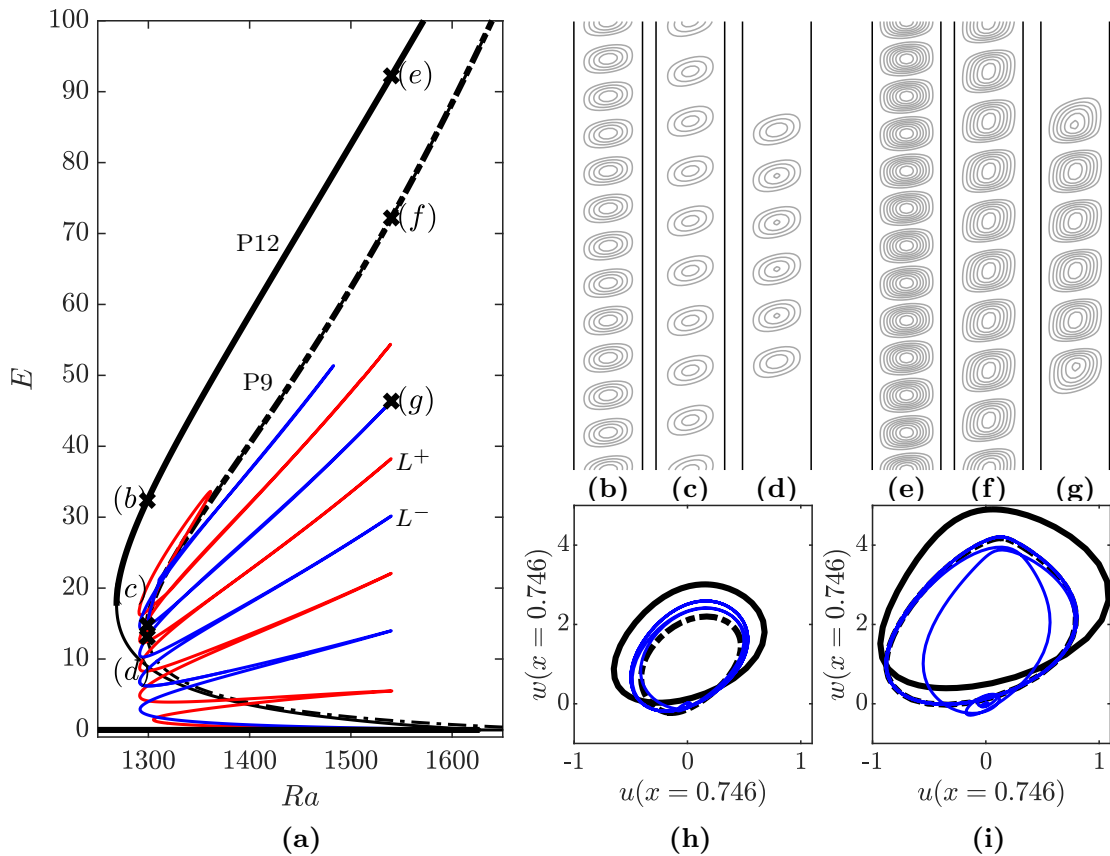 100
90
80
70
60
50
40
30
20
10
0
E
1300 1400 1500 1600
Ra
(a)
P12
P9
(e)
(f)
(g)
L+
L−
(b)
(c)
(d)
(b) (c) (d)
(e) (f) (g)
4
2
0
w(x = 0.746)
-1 0 1
u(x = 0.746)
(h)
4
2
0
w(x = 0.746)
-1 0 1
u(x = 0.746)
(i)